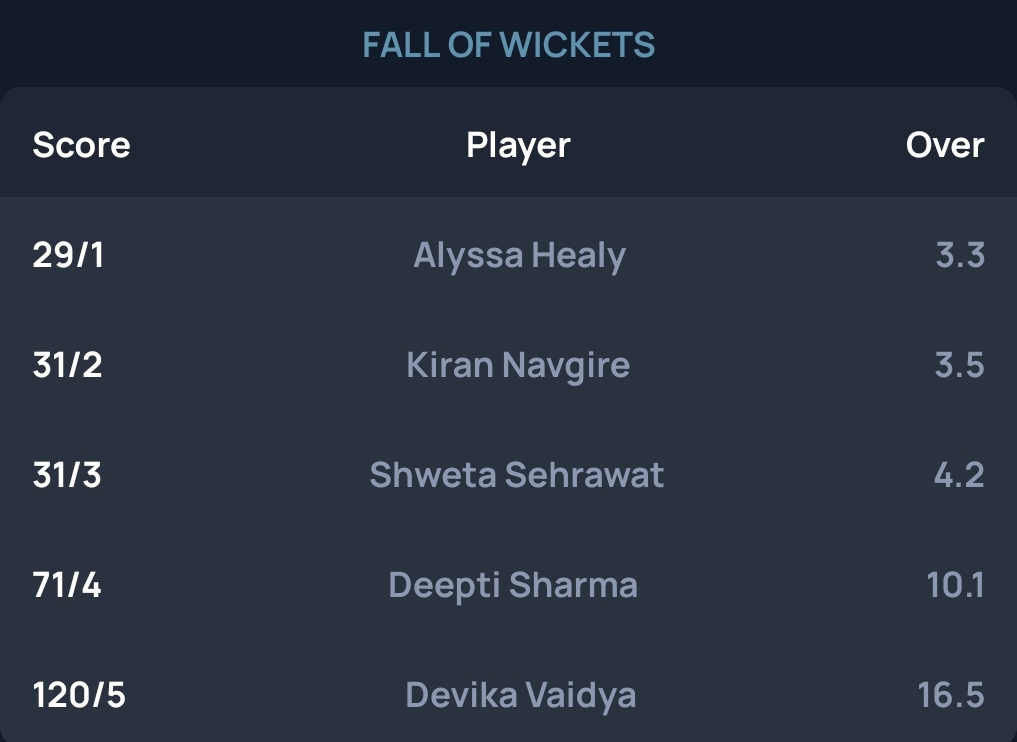 FALL OF WICKETS
Score Player Over
29/1 Alyssa Healy 3.3
31/2 Kiran Navgire 3.5
31/3 Shweta Sehrawat 4.2
71/4 Deepti Sharma 10.1
120/5 Devika Vaidya 16.5